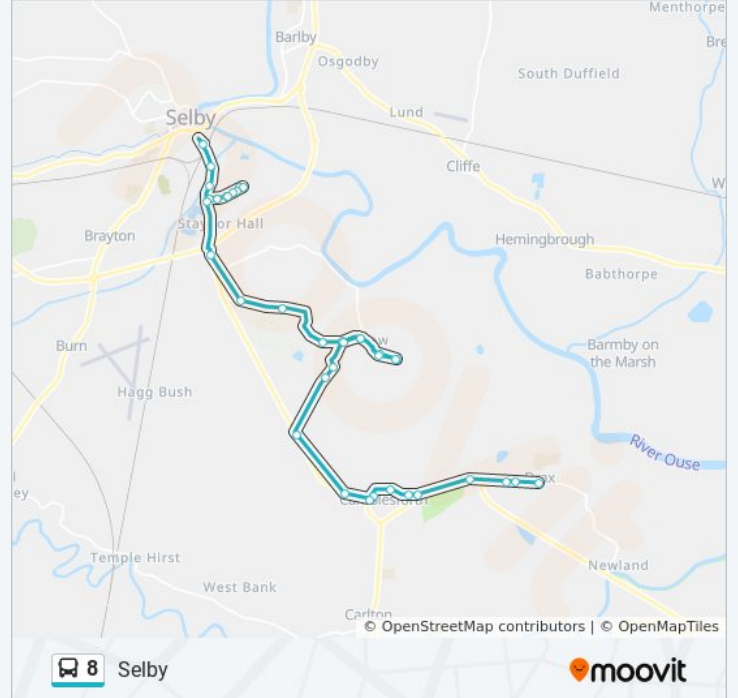 Menthorpe
Barlby
Osgodby
South Duffield
Selby
Lund
Cliffe
Hall
Brayton
Hemingbrough
Babthorpe
Burn
Barmby on
the Marsh
Hagg Bush
River Ouse
Temple Hirst
Newland
West Bank
Carlton
© OpenStreetMap contributors | © OpenMapTiles
8 Selby
moovit